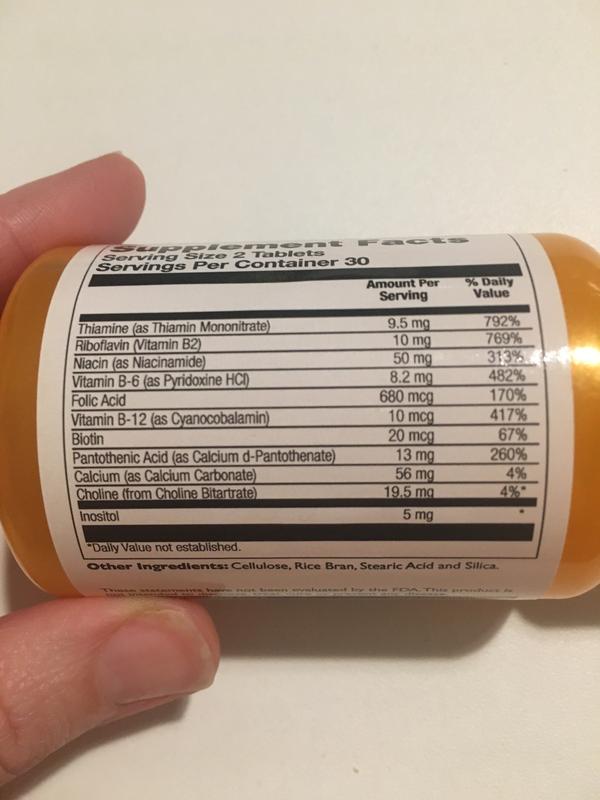 Supplement Facts
Serving Size 2 Tablets
Servings Per Container 30
Amount Per Serving % Daily Value
Thiamine (as Thiamin Mononitrate) 9.5 mg 792%
Riboflavin (Vitamin B2) 10 mg 769%
Niacin (as Niacinamide) 50 mg 313%
Vitamin B-6 (as Pyridoxine HCl) 8.2 mg 482%
Folic Acid 680 mcg 170%
Vitamin B-12 (as Cyanocobalamin) 10 mcg 417%
Biotin 20 mcg 67%
Pantothenic Acid (as Calcium d-Pantothenate) 13 mg 260%
Calcium (as Calcium Carbonate) 56 mg 4%
Choline (from Choline Bitartrate) 19.5 mg 4%*
Inositol 5 mg *
*Daily Value not established.
Other Ingredients: Cellulose, Rice Bran, Stearic Acid and Silica.
These statements have not been evaluated by the FDA. This product is
not intended to